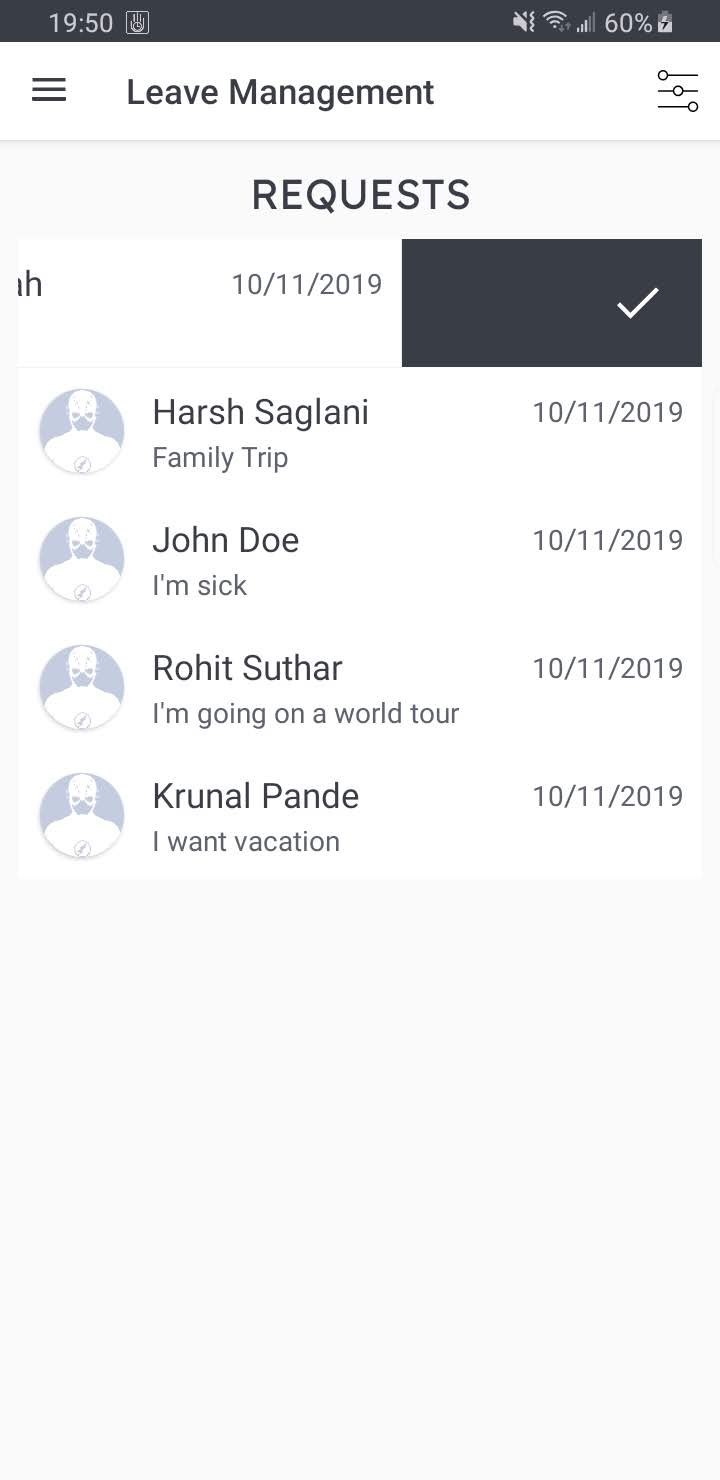 19:50
60%
Leave Management
REQUESTS
ah 10/11/2019
Harsh Saglani 10/11/2019
Family Trip
John Doe 10/11/2019
I'm sick
Rohit Suthar 10/11/2019
I'm going on a world tour
Krunal Pande 10/11/2019
I want vacation